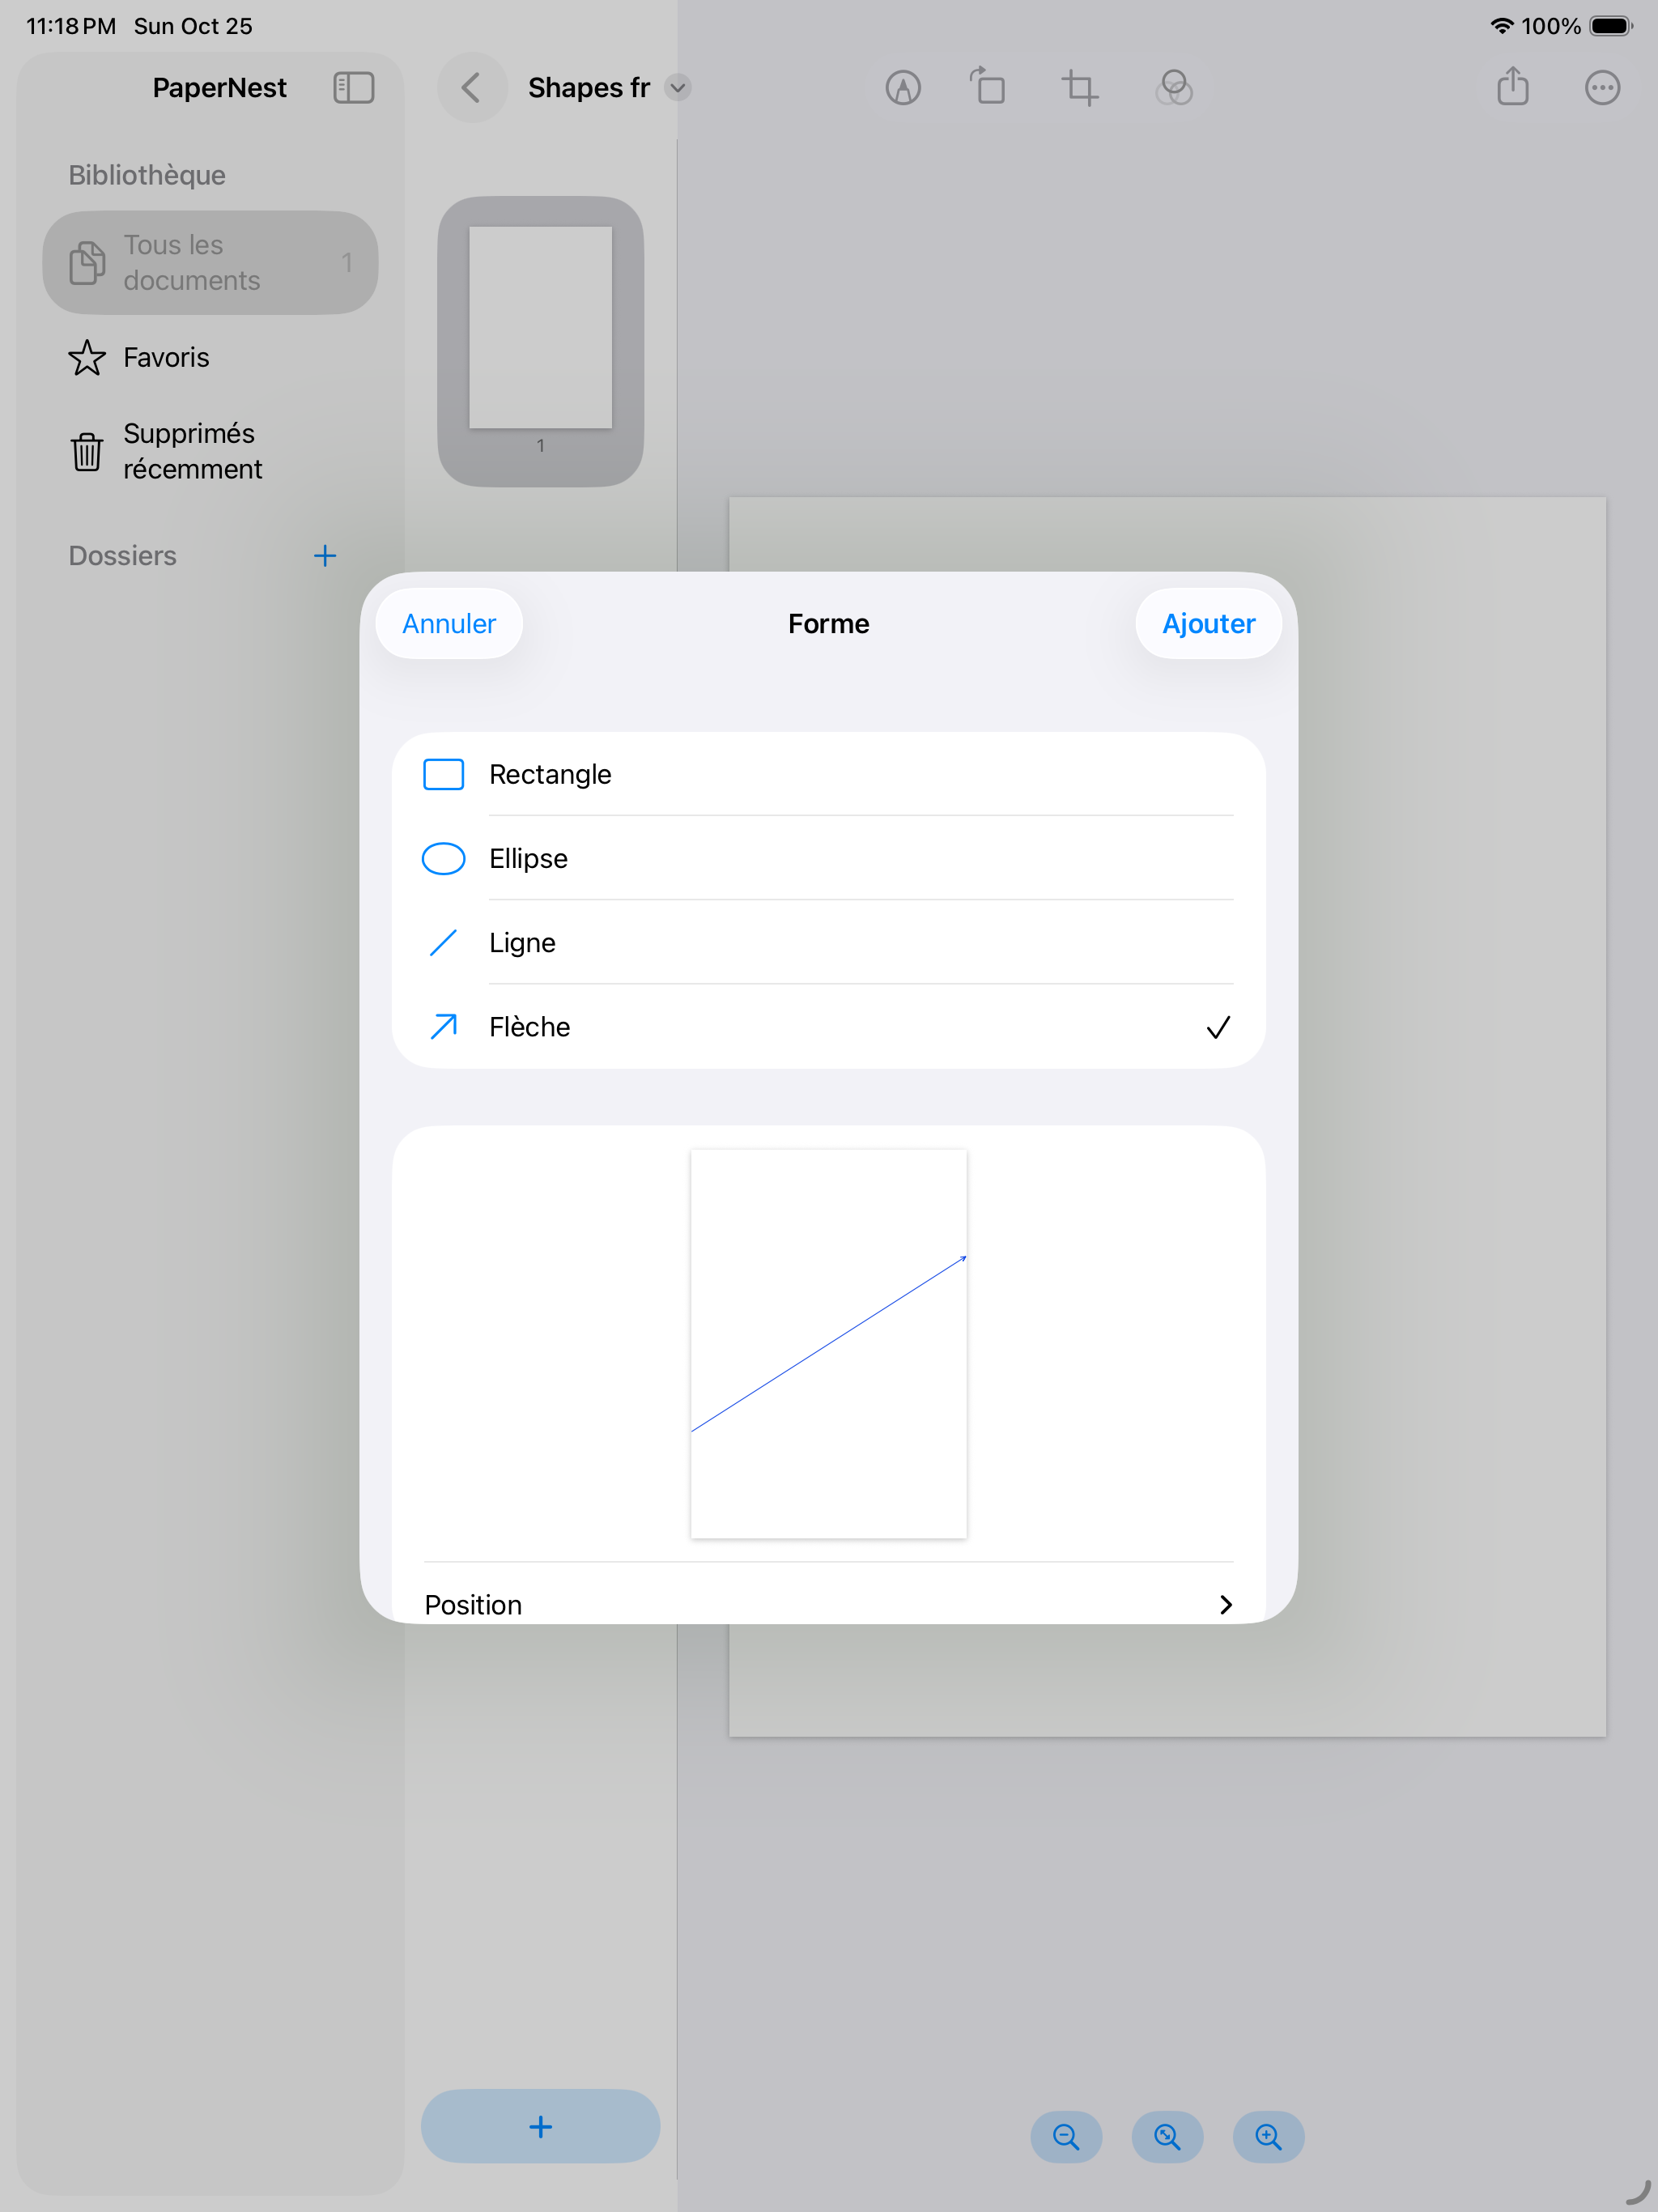 11:18 PM Sun Oct 25
100%
PaperNest
Shapes fr
Bibliothèque
Tous les
documents
1
Favoris
Supprimés
récemment
Dossiers
1
Annuler
Forme
Ajouter
Rectangle
Ellipse
Ligne
Flèche
Position